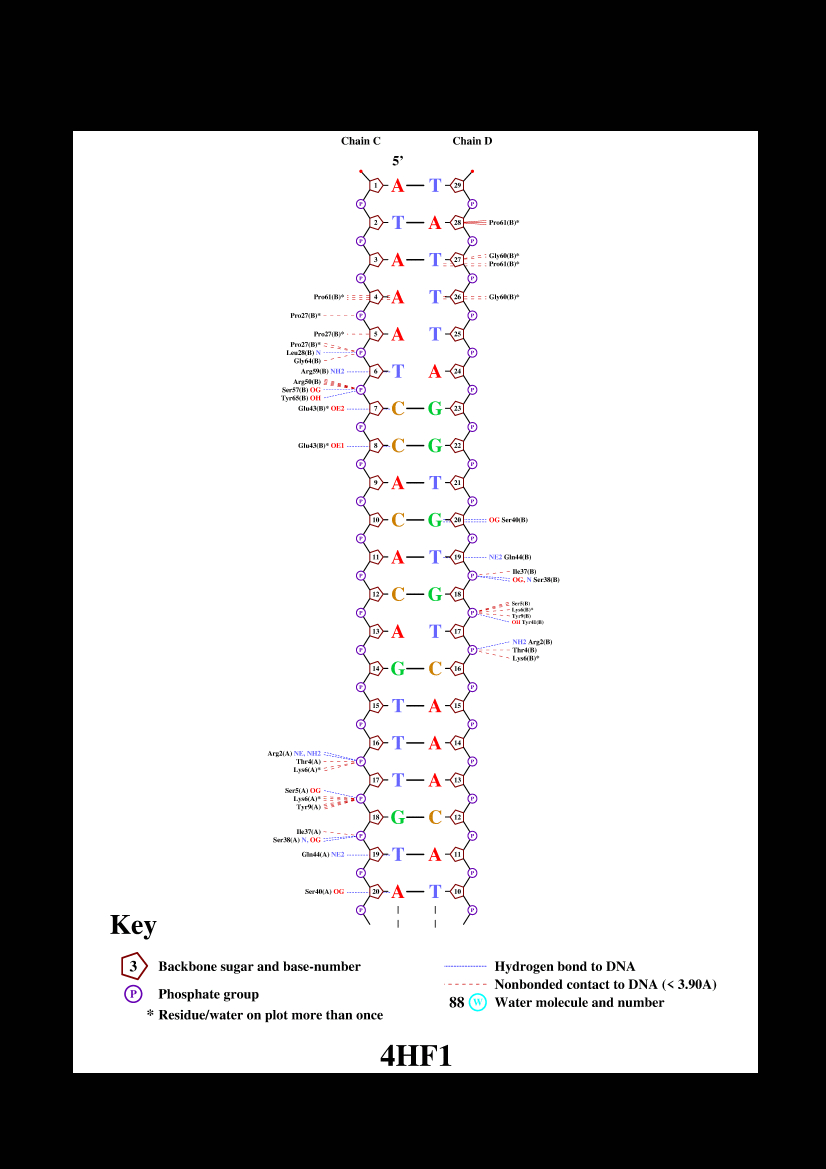 Chain C Chain D
5’
1 A T 29
P P
2 T A 28 Pro61(B)*
P P
Gly60(B)*
3 A T 27
Pro61(B)*
P P
Pro61(B)* 4 A T 26 Gly60(B)*
Pro27(B)* P P
Pro27(B)* 5 A T 25
Pro27(B)*
Leu28(B) N P P
Gly64(B)
Arg59(B) NH2 6 T A 24
Arg50(B)
Ser57(B) OG P P
Tyr65(B) OH
Glu43(B)* OE2 7 C G 23
P P
Glu43(B)* OE1 8 C G 22
P P
9 A T 21
P P
10 C G 20 OG Ser40(B)
P P
11 A T 19 NE2 Gln44(B)
Ile37(B)
P P OG, N Ser38(B)
12 C G 18
Ser5(B)
Lys6(B)*
P P Tyr9(B)
OH Tyr41(B)
13 A T 17
NH2 Arg2(B)
P P Thr4(B)
Lys6(B)*
14 G C 16
P P
15 T A 15
P P
16 T A 14
Arg2(A) NE, NH2
Thr4(A) P P
Lys6(A)*
17 T A 13
Ser5(A) OG
Lys6(A)* P P
Tyr9(A)
18 G C 12
Ile37(A)
Ser38(A) N, OG P P
Gln44(A) NE2 19 T A 11
P P
Ser40(A) OG 20 A T 10
P P
Key
3 Backbone sugar and base-number
P Phosphate group
* Residue/water on plot more than once
Hydrogen bond to DNA
Nonbonded contact to DNA (< 3.90A)
88 W Water molecule and number
4HF1